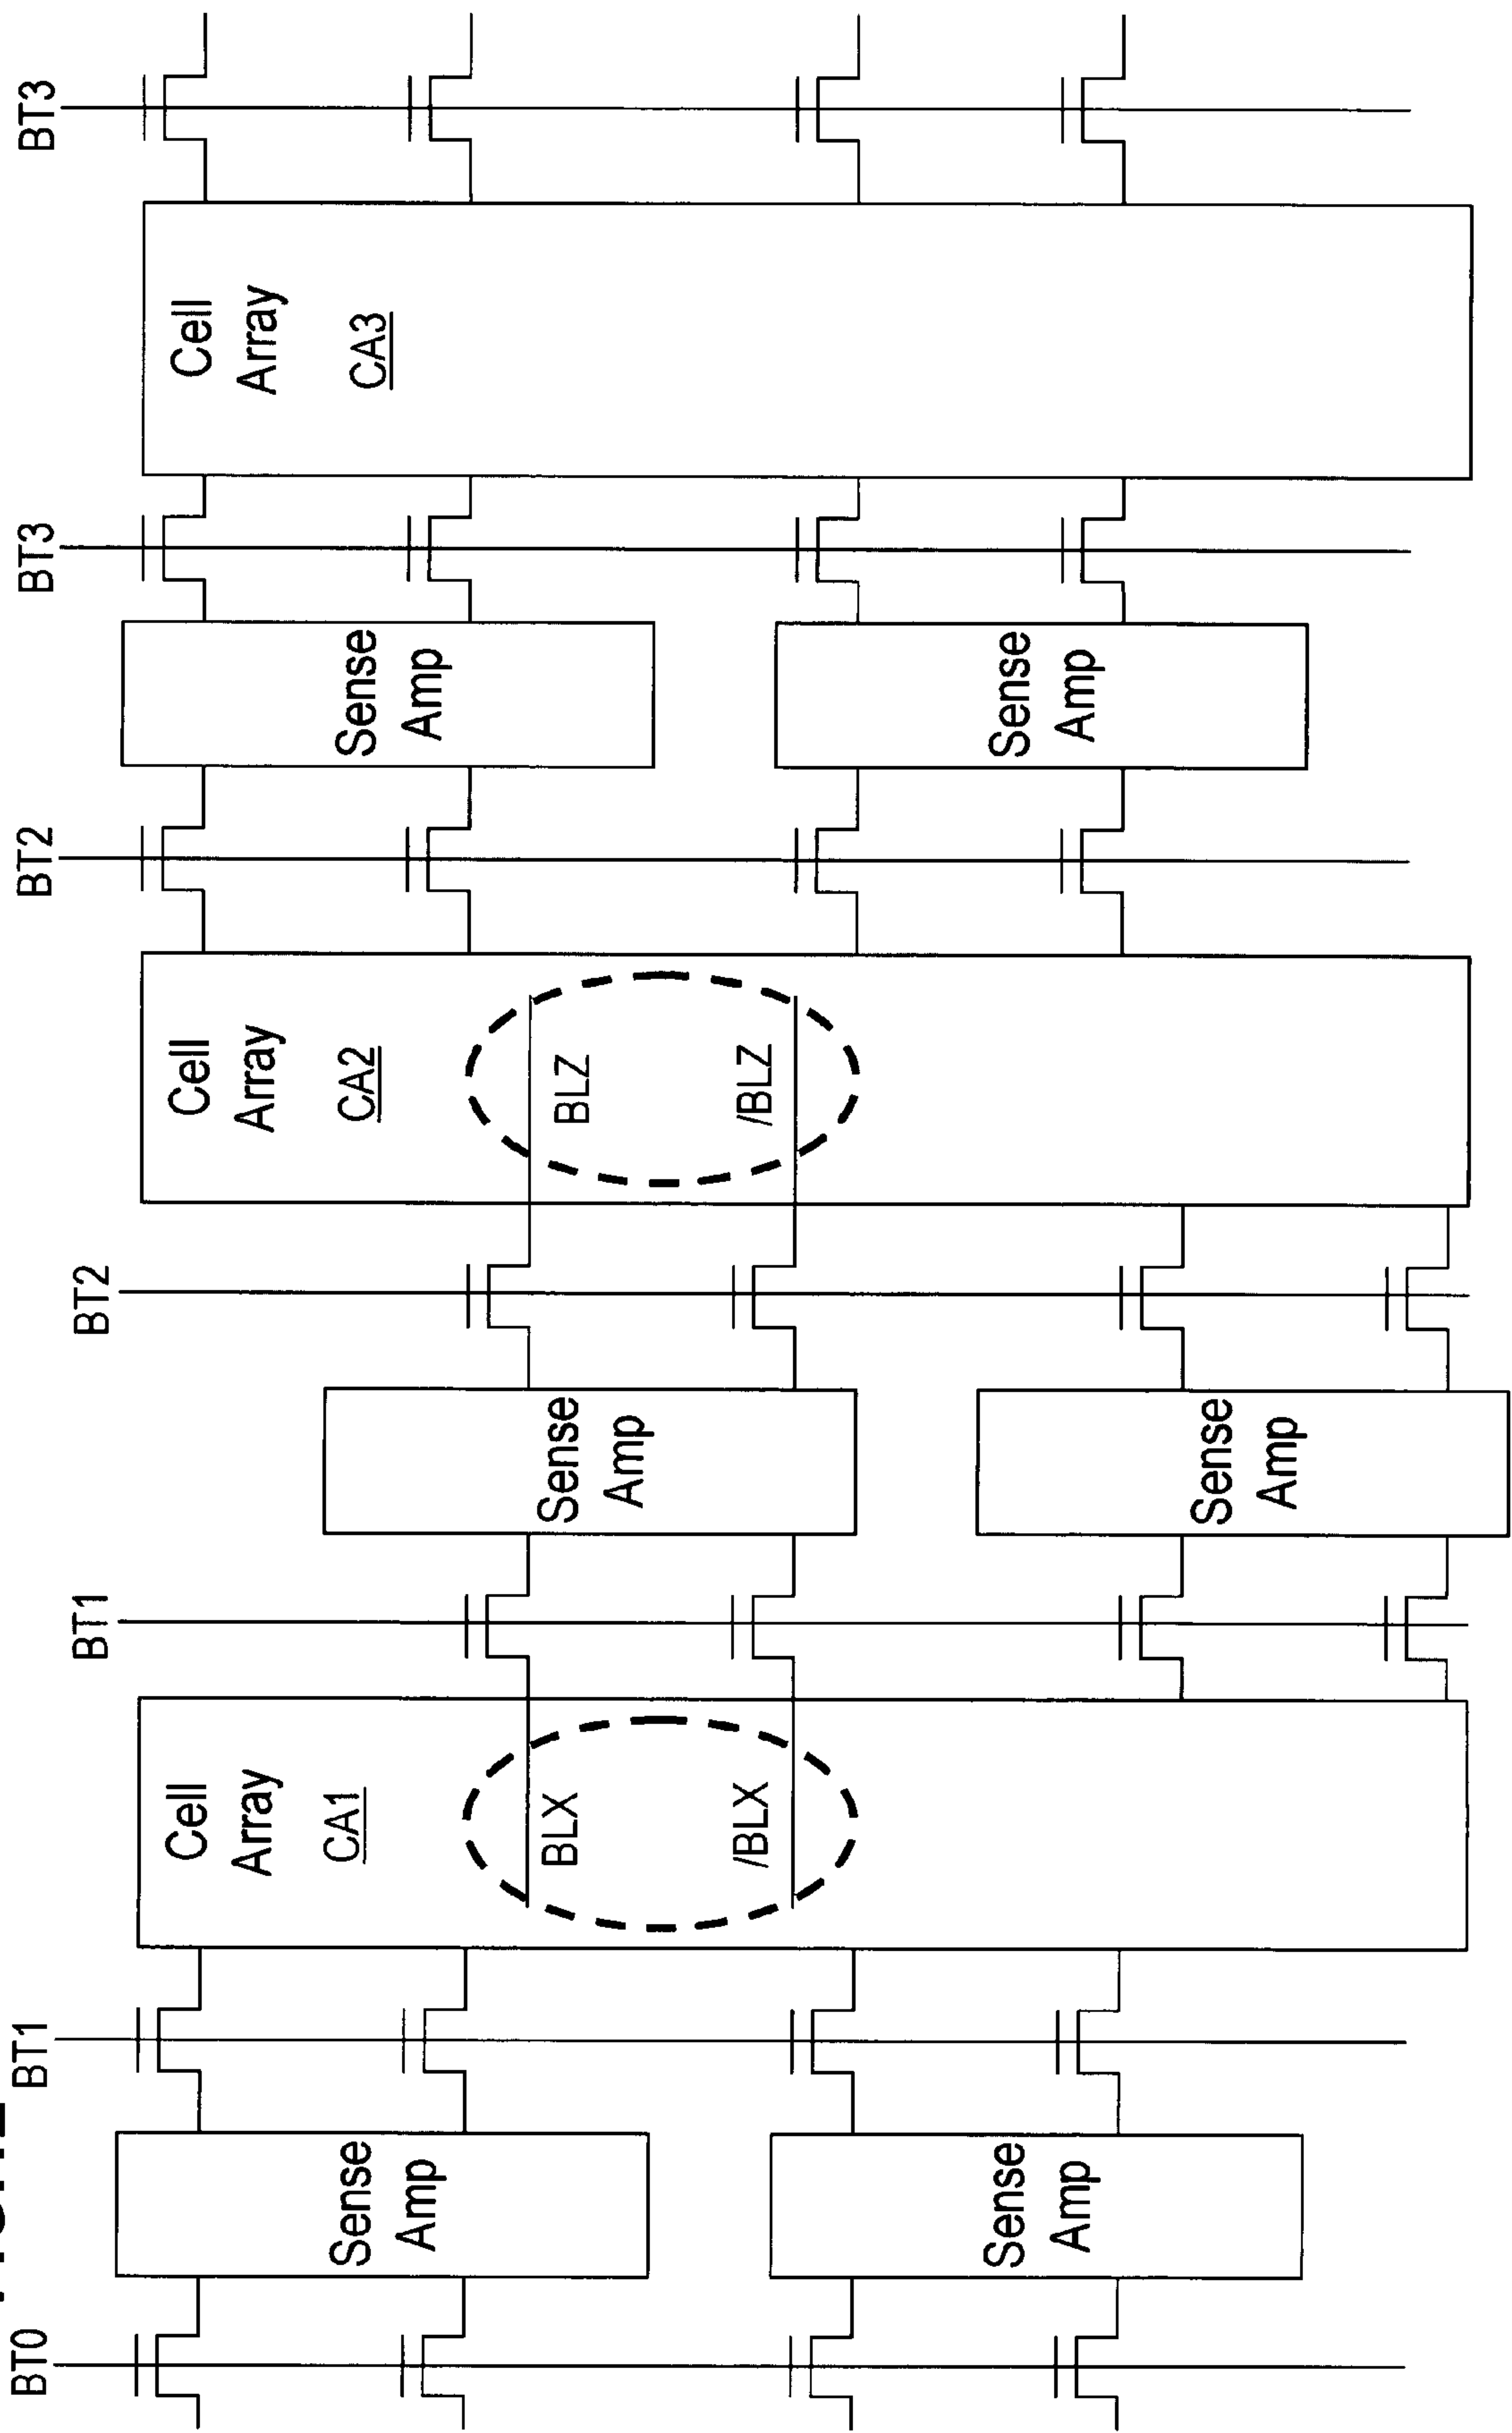 BT0
BT1
BT1
BT2
BT2
BT3
BT3
Cell
Array
CA1
Cell
Array
CA2
Cell
Array
CA3
Sense
Amp
BLX
/BLX
Sense
Amp
BLZ
/BLZ
Sense
Amp
Sense
Amp
Sense
Amp
Sense
Amp